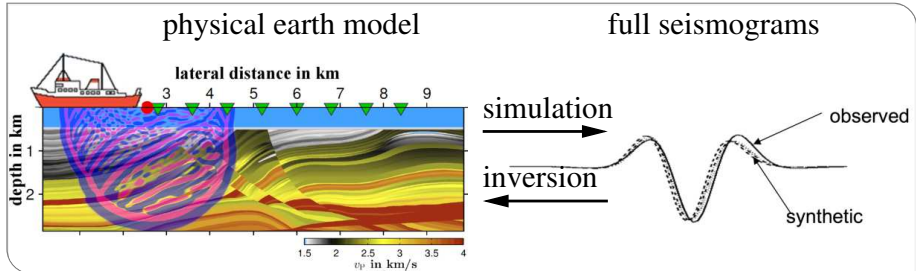 physical earth model
full seismograms
lateral distance in km
3 4 5 6 7 8 9
depth in km
1
2
1.5 2 2.5 3 3.5 4
vP in km/s
simulation
inversion
observed
synthetic